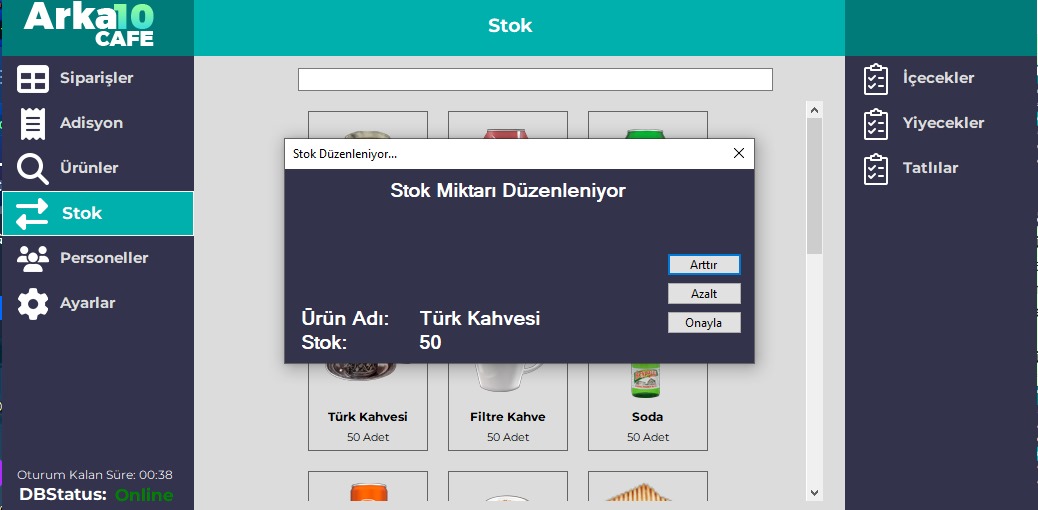 Arka10
CAFE
Stok
Siparişler
Adisyon
Ürünler
Stok
Personeller
Ayarlar
Oturum Kalan Süre: 00:38
DBStatus: Online
Stok Düzenleniyor...
Stok Miktarı Düzenleniyor
Arttır
Azalt
Onayla
Ürün Adı: Türk Kahvesi
Stok: 50
Türk Kahvesi
50 Adet
Filtre Kahve
50 Adet
Soda
50 Adet
İçecekler
Yiyecekler
Tatlılar